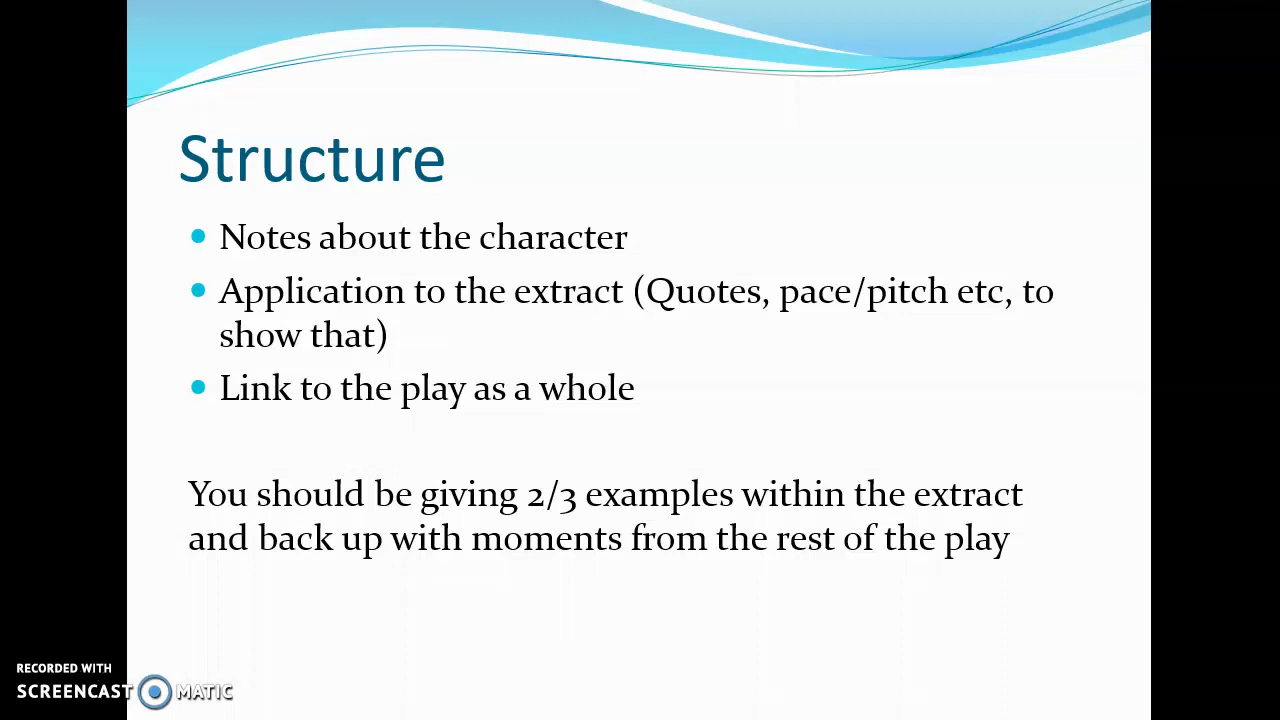 Structure
Notes about the character
Application to the extract (Quotes, pace/pitch etc, to
show that)
Link to the play as a whole
You should be giving 2/3 examples within the extract
and back up with moments from the rest of the play
RECORDED WITH
SCREENCAST MATIC